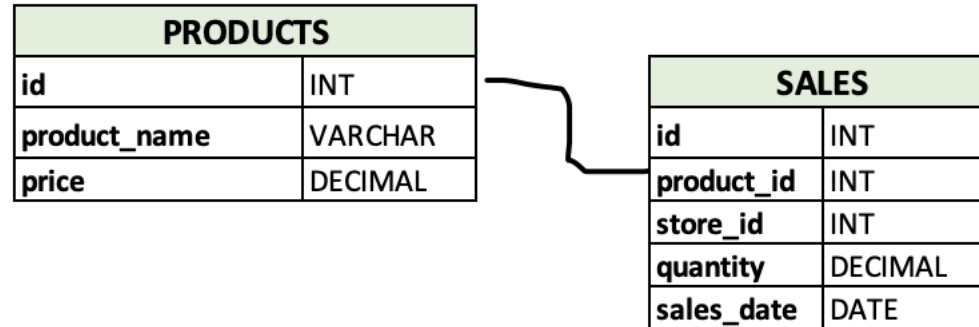 PRODUCTS
id INT
product_name VARCHAR
price DECIMAL
SALES
id INT
product_id INT
store_id INT
quantity DECIMAL
sales_date DATE